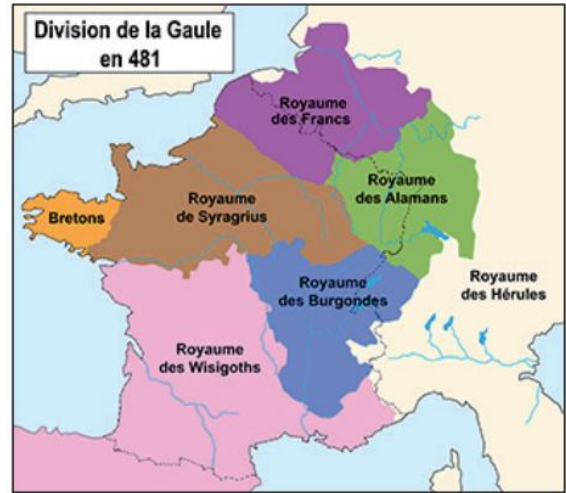 Division de la Gaule
en 481
Royaume
des Francs
Royaume
des Alamans
Royaume
de Syragrius
Bretons
Royaume
des Burgondes
Royaume
des Hérules
Royaume
des Wisigoths